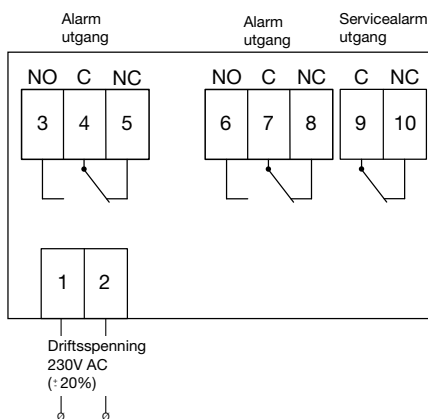 Alarm
utgang
Alarm
utgang
Servicealarm
utgang
NO C NC
NO C NC
C NC
3 4 5
6 7 8
9 10
1 2
Driftsspenning
230V AC
(±20%)